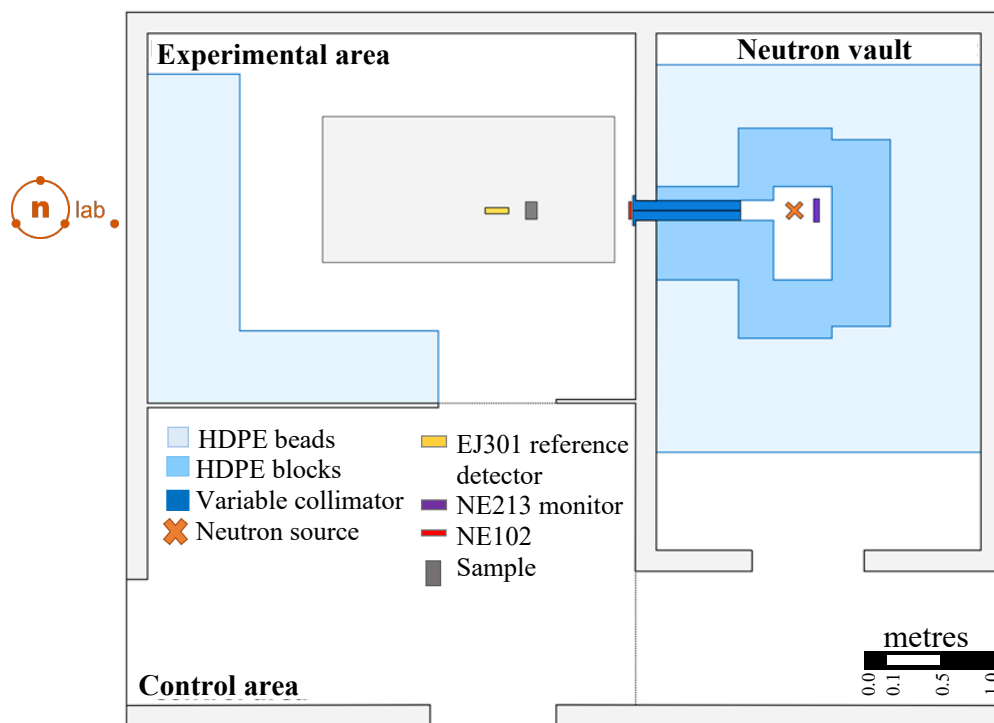 Experimental area
Neutron vault
n lab
HDPE beads
HDPE blocks
Variable collimator
Neutron source
EJ301 reference
detector
NE213 monitor
NE102
Sample
metres
0.0 0.1 0.5 1.0
Control area